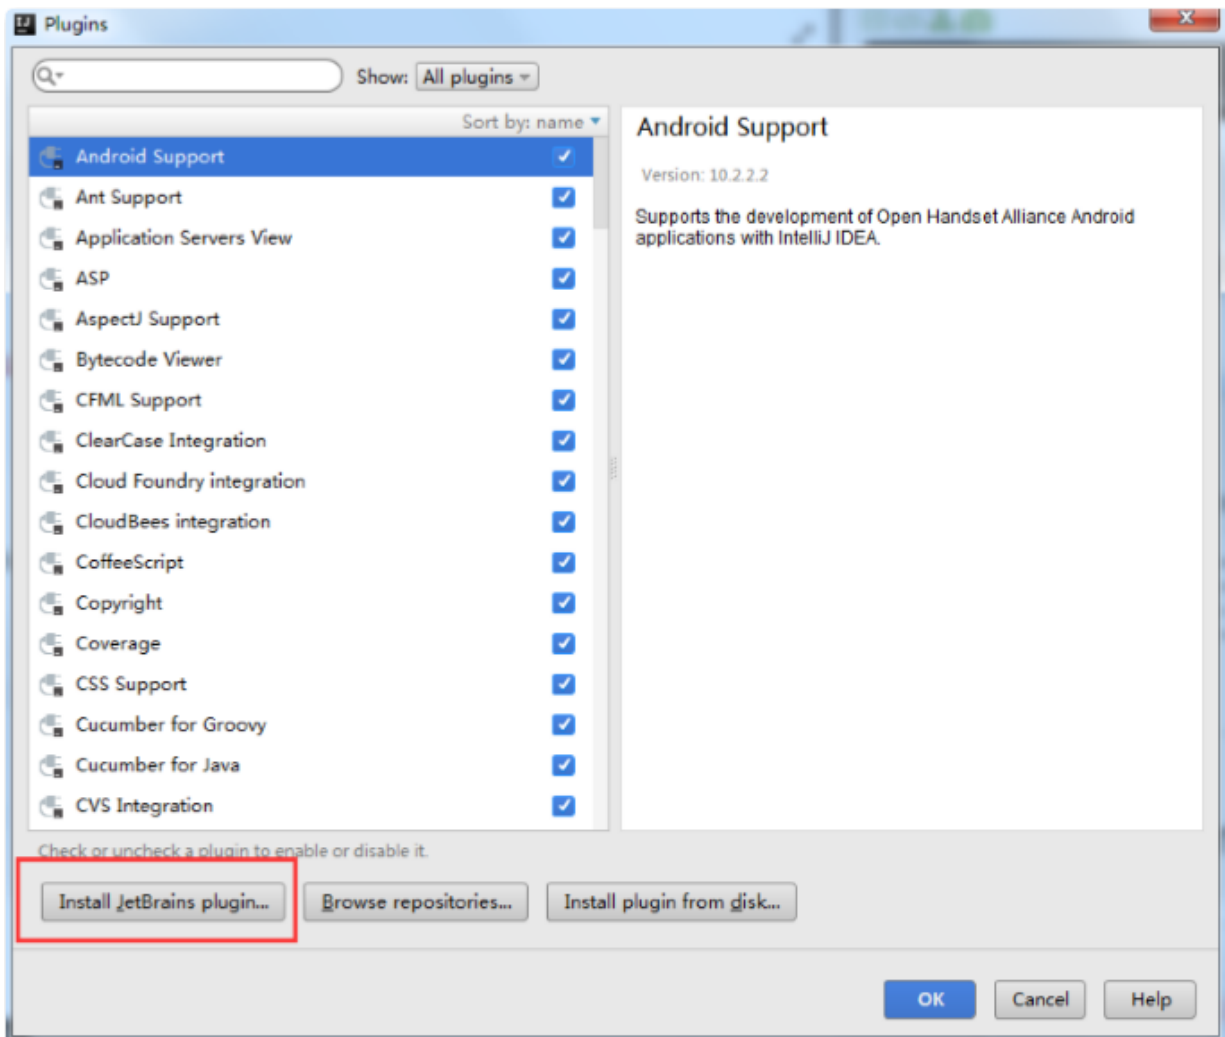 Plugins
Show: All plugins
Sort by: name
Android Support
Ant Support
Application Servers View
ASP
AspectJ Support
Bytecode Viewer
CFML Support
ClearCase Integration
Cloud Foundry integration
CloudBees integration
CoffeeScript
Copyright
Coverage
CSS Support
Cucumber for Groovy
Cucumber for Java
CVS Integration
Android Support
Version: 10.2.2.2
Supports the development of Open Handset Alliance Android
applications with IntelliJ IDEA.
Check or uncheck a plugin to enable or disable it.
Install JetBrains plugin...
Browse repositories...
Install plugin from disk...
OK
Cancel
Help